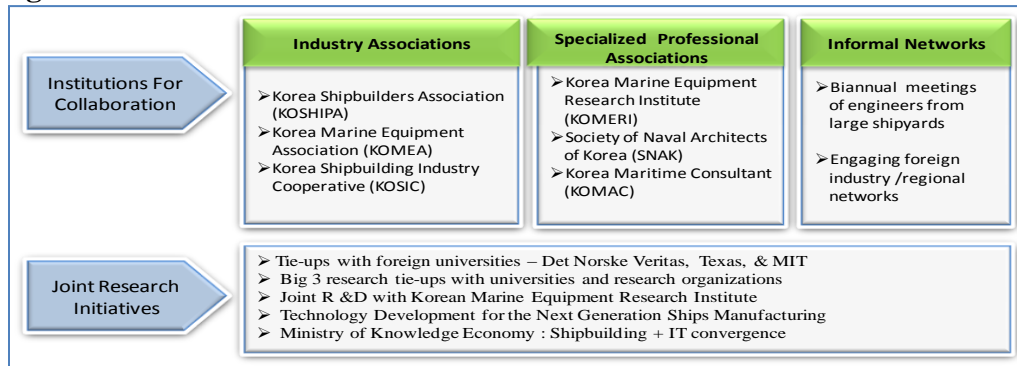 Industry Associations
Specialized Professional
Associations
Informal Networks
Institutions For
Collaboration
➢Korea Shipbuilders Association
(KOSHIPA)
➢Korea Marine Equipment
Association (KOMEA)
➢Korea Shipbuilding Industry
Cooperative (KOSIC)
➢Korea Marine Equipment
Research Institute
(KOMERI)
➢Society of Naval Architects
of Korea (SNAK)
➢Korea Maritime Consultant
(KOMAC)
➢Biannual meetings
of engineers from
large shipyards
➢Engaging foreign
industry /regional
networks
Joint Research
Initiatives
➢ Tie-ups with foreign universities – Det Norske Veritas, Texas, & MIT
➢ Big 3 research tie-ups with universities and research organizations
➢ Joint R &D with Korean Marine Equipment Research Institute
➢ Technology Development for the Next Generation Ships Manufacturing
➢ Ministry of Knowledge Economy : Shipbuilding + IT convergence